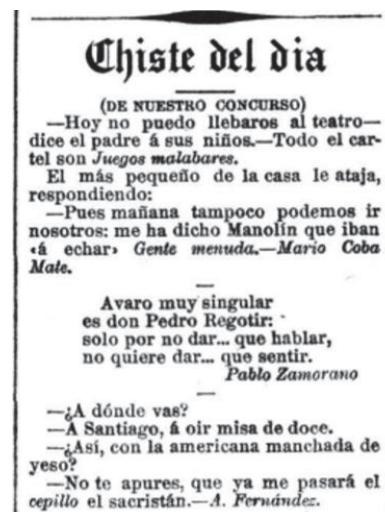 Chiste del dia
(DE NUESTRO CONCURSO)
—Hoy no puedo llebaros al teatro—
dice el padre á sus niños.—Todo el car-
tel son Juegos malabares.
El más pequeño de la casa le ataja,
respondiendo:
—Pues mañana tampoco podemos ir
nosotros: me ha dicho Manolín que iban
«á echar» Gente menuda.—Mario Coba
Mate.
Avaro muy singular
es don Pedro Regotir:
solo por no dar... que hablar,
no quiere dar... que sentir.
Pablo Zamorano
—¿A dónde vas?
—A Santiago, á oir misa de doce.
—¿Así, con la americana manchada de
yeso?
—No te apures, que ya me pasará el
cepillo el sacristán.—A. Fernández.